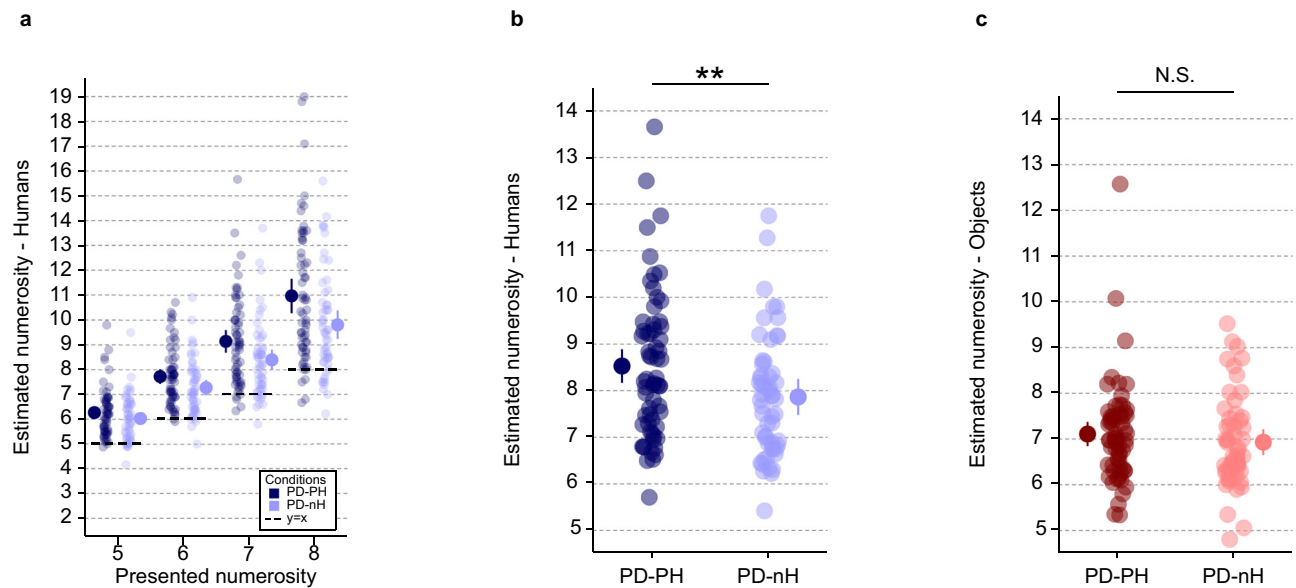 a
Estimated numerosity - Humans
19
18
17
16
15
14
13
12
11
10
9
8
7
6
5
4
3
2
5 6 7 8
Presented numerosity
Conditions
PD-PH
PD-nH
y=x
b
**
Estimated numerosity - Humans
14
13
12
11
10
9
8
7
6
5
PD-PH PD-nH
c
N.S.
Estimated numerosity - Objects
14
13
12
11
10
9
8
7
6
5
PD-PH PD-nH